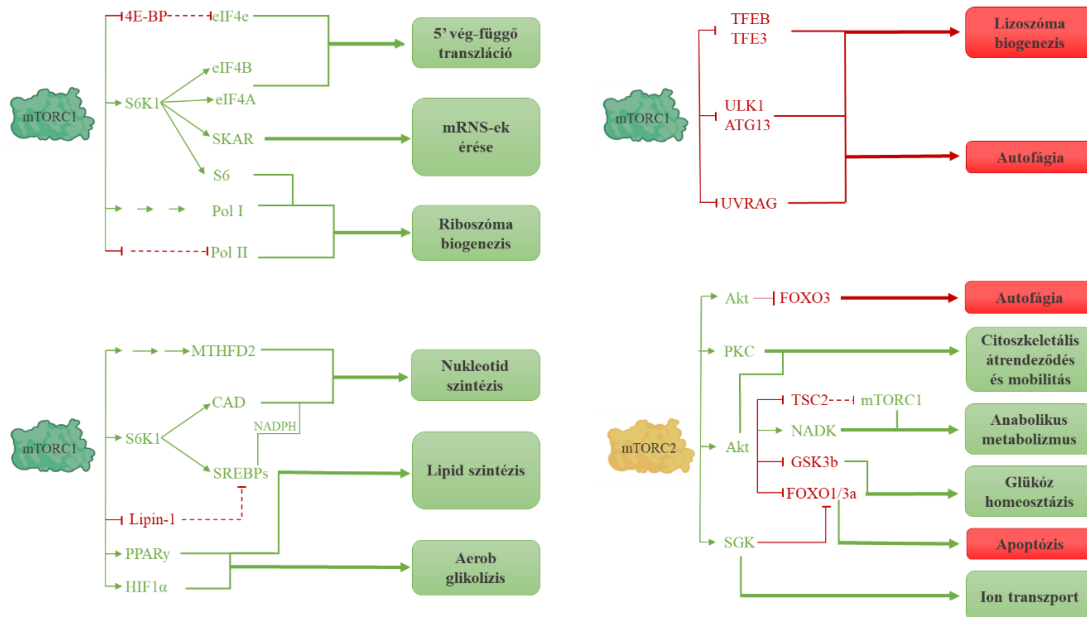 4E-BP
eIF4e
5’ vég-függő
transzláció
eIF4B
mTORC1
S6K1
eIF4A
mRNS-ek
érése
SKAR
S6
Pol I
Riboszóma
biogenezis
Pol II
TFEB
TFE3
Lizoszóma
biogenezis
mTORC1
ULK1
ATG13
Autofágia
UVRAG
MTHFD2
Nukleotid
szintézis
CAD
NADPH
mTORC1
S6K1
SREBPs
Lipid szintézis
Lipin-1
PPARy
Aerob
glikolízis
HIF1α
Akt
FOXO3
Autofágia
PKC
Citoszkeletális
átrendeződés
és mobilitás
TSC2
mTORC1
mTORC2
Akt
NADK
Anabolikus
metabolizmus
GSK3b
Glükóz
homeosztázis
FOXO1/3a
SGK
Apoptózis
Ion transzport